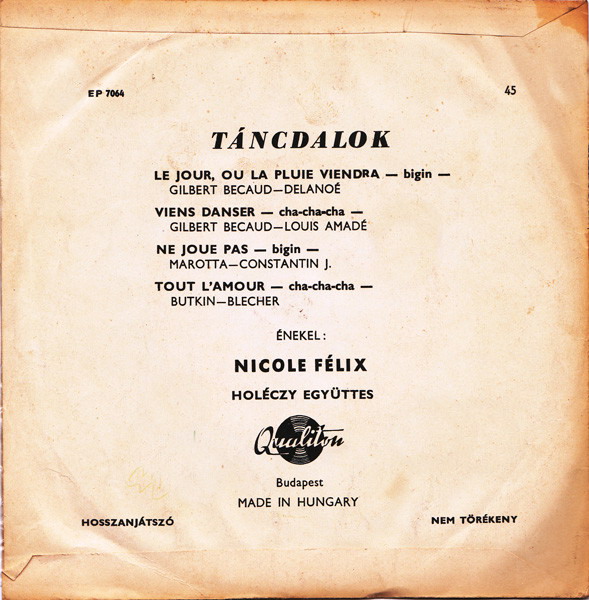 EP 7064
45
TÁNCDALOK
LE JOUR, OU LA PLUIE VIENDRA — bigin —
GILBERT BECAUD—DELANOÉ
VIENS DANSER — cha-cha-cha —
GILBERT BECAUD—LOUIS AMADÉ
NE JOUE PAS — bigin —
MAROTTA—CONSTANTIN J.
TOUT L'AMOUR — cha-cha-cha —
BUTKIN—BLECHER
ÉNEKEL:
NICOLE FÉLIX
HOLÉCZY EGYÜTTES
Qualiton
Budapest
MADE IN HUNGARY
HOSSZANJÁTSZÓ
NEM TÖRÉKENY